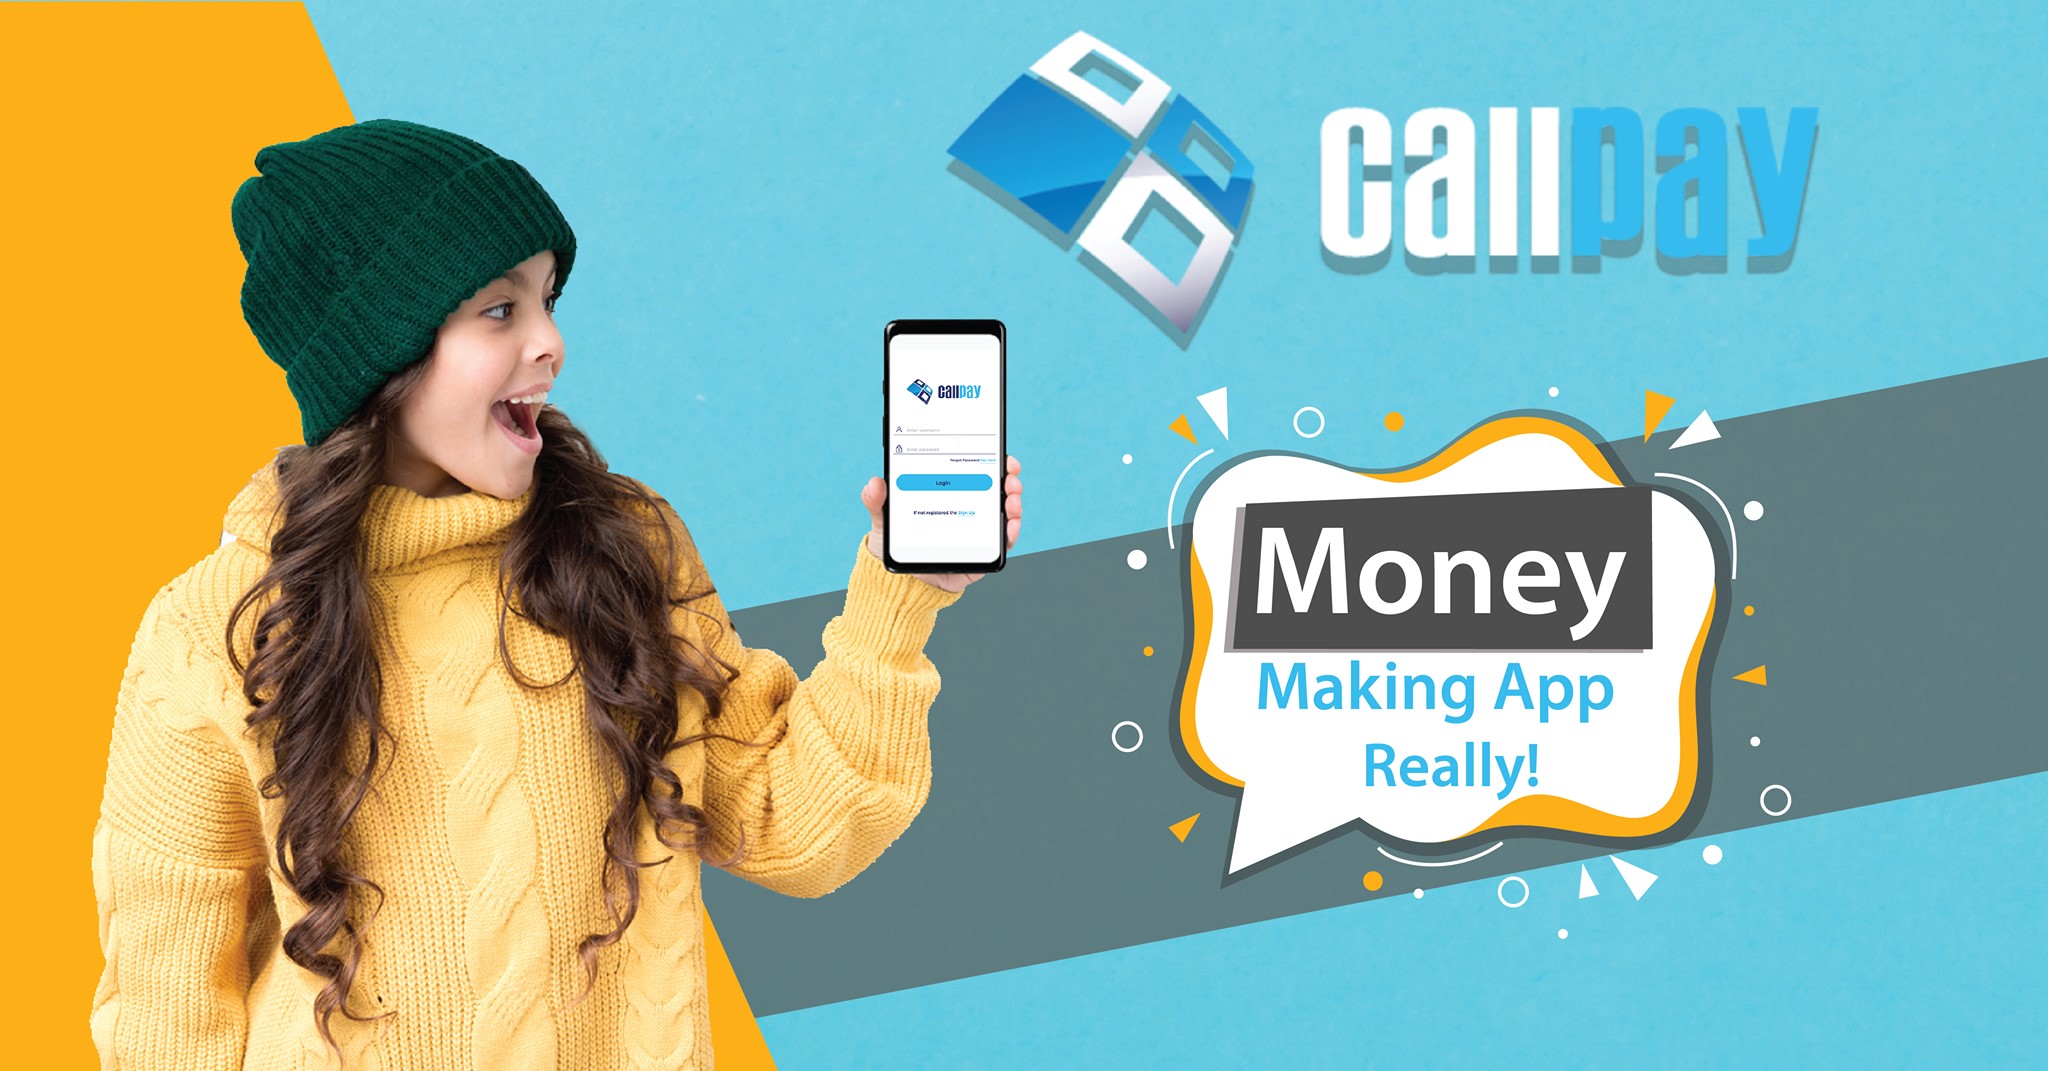 callpay
callpay
Enter username
Enter password
Forgot Password Tap Here
Login
If not registered the Sign Up
Money
Making App
Really!